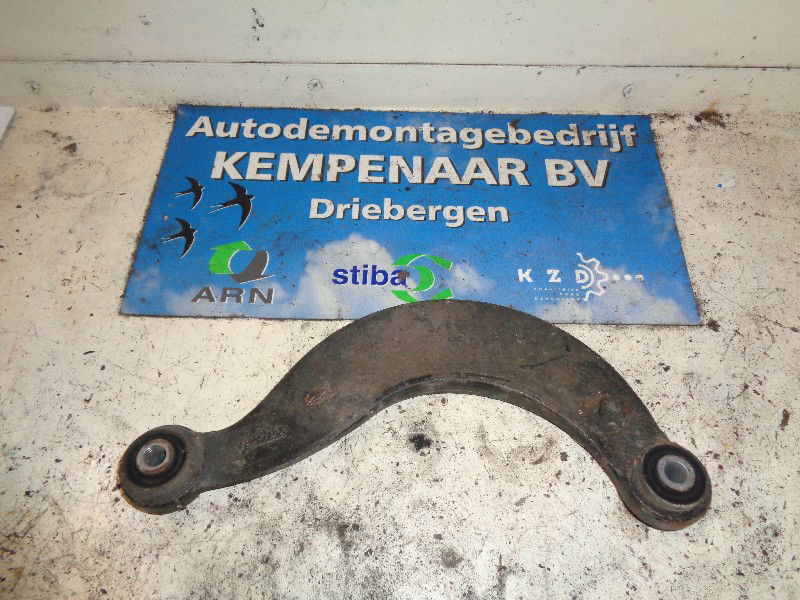 Autodemontagebedrijf
KEMPENAAR BV
Driebergen
ARN
stiba
KZD